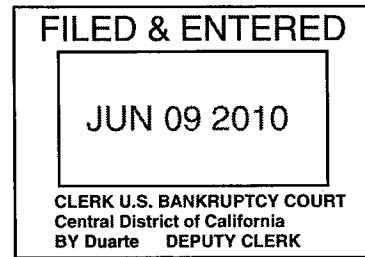 FILED & ENTERED
JUN 09 2010
CLERK U.S. BANKRUPTCY COURT
Central District of California
BY Duarte DEPUTY CLERK